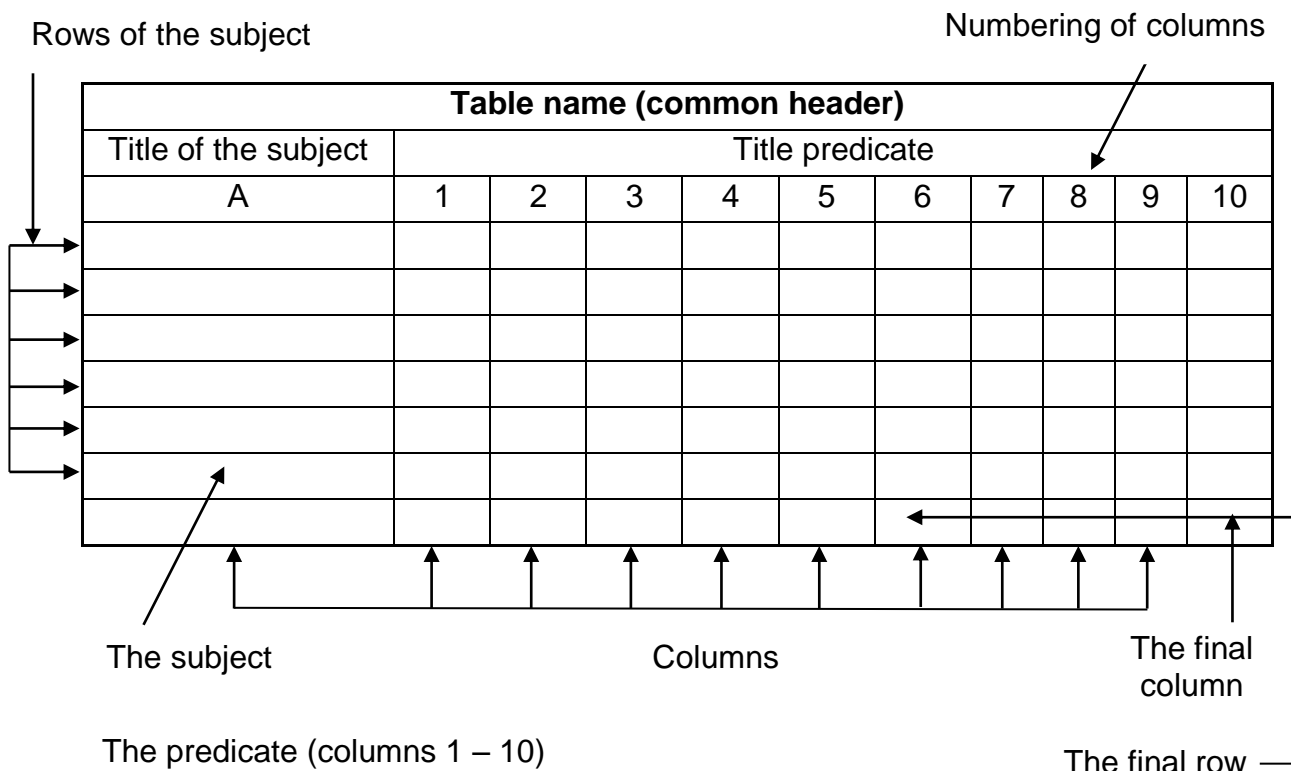 Rows of the subject
Numbering of columns
Table name (common header)
Title of the subject
Title predicate
A 1 2 3 4 5 6 7 8 9 10
The subject
Columns
The final
column
The predicate (columns 1 – 10)
The final row